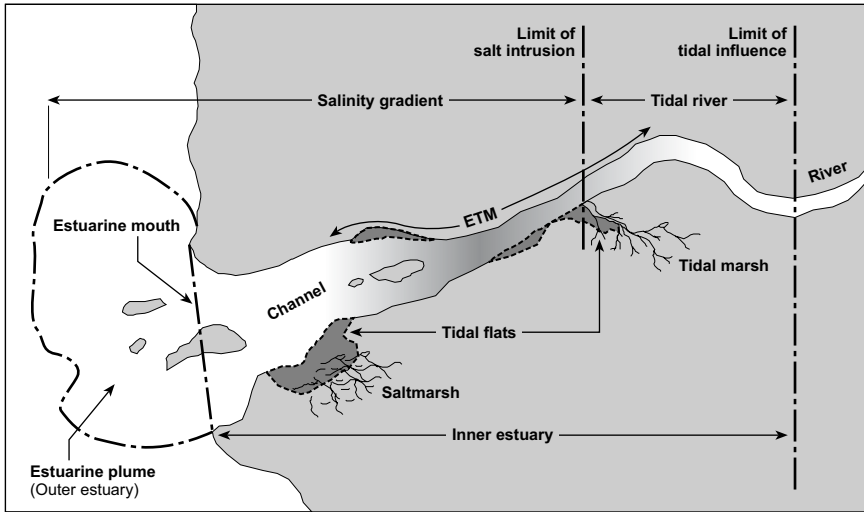 Limit of
salt intrusion
Limit of
tidal influence
Salinity gradient
Tidal river
River
ETM
Estuarine mouth
Tidal marsh
Channel
Tidal flats
Saltmarsh
Inner estuary
Estuarine plume
(Outer estuary)